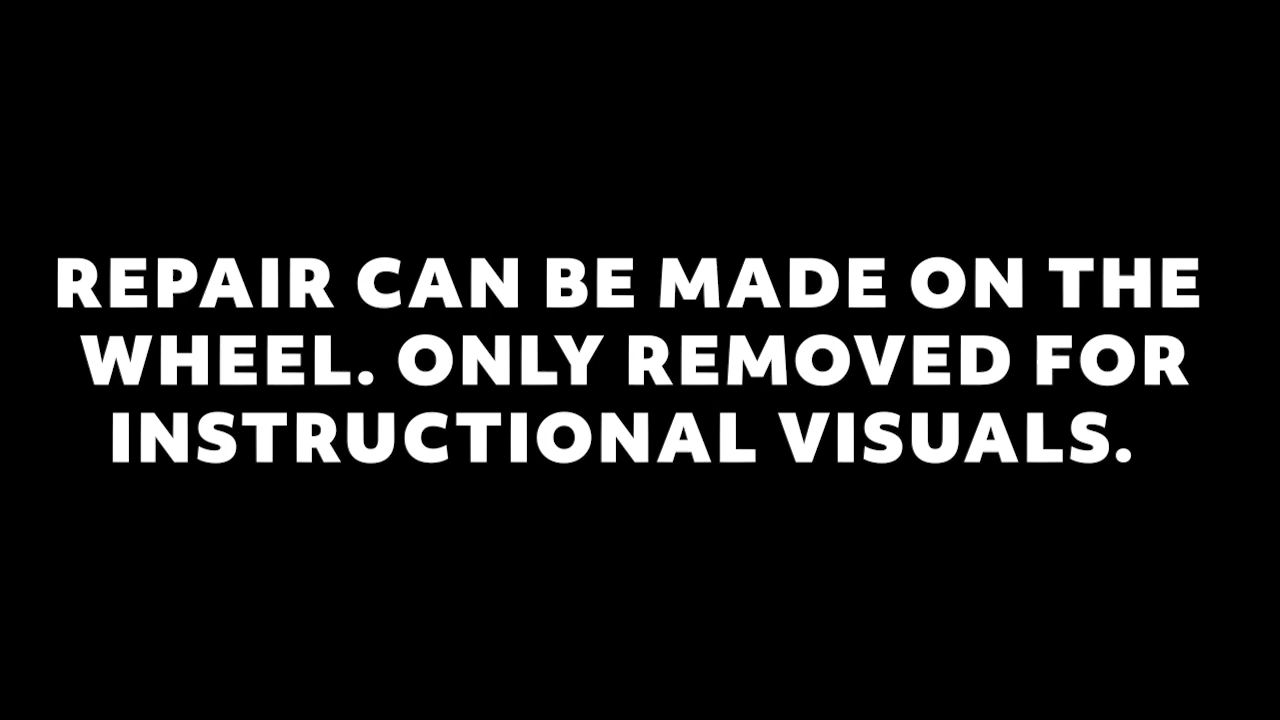 REPAIR CAN BE MADE ON THE
WHEEL. ONLY REMOVED FOR
INSTRUCTIONAL VISUALS.